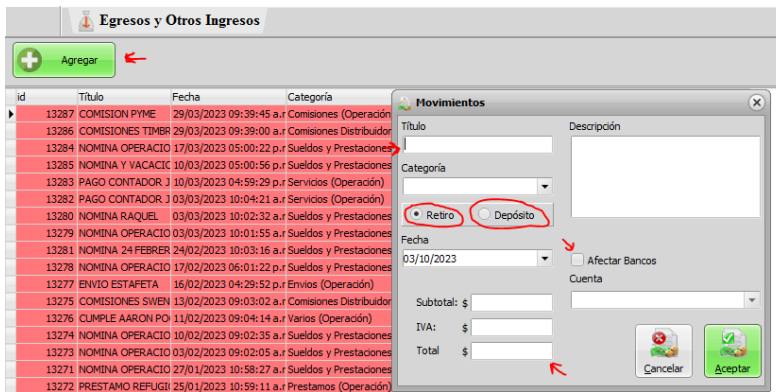 Egresos y Otros Ingresos
Agregar
id Título Fecha Categoría
13287 COMISION PYME 29/03/2023 09:39:45 a.r Comisiones (Operación
13286 COMISIONES TIMBR 29/03/2023 09:39:00 a.r Comisiones Distribuidor
13284 NOMINA OPERACIO 17/03/2023 05:00:22 p.r Sueldos y Prestaciones
13285 NOMINA Y VACACIC 10/03/2023 05:00:56 p.r Sueldos y Prestaciones
13283 PAGO CONTADOR J 10/03/2023 04:59:29 p.r Servicios (Operación)
13282 PAGO CONTADOR J 03/03/2023 10:04:21 a.r Servicios (Operación)
13280 NOMINA RAQUEL 03/03/2023 10:02:32 a.r Sueldos y Prestaciones
13279 NOMINA OPERACIO 03/03/2023 10:01:55 a.r Sueldos y Prestaciones
13281 NOMINA 24 FEBRER 24/02/2023 10:03:16 a.r Sueldos y Prestaciones
13278 NOMINA OPERACIO 17/02/2023 06:01:22 p.r Sueldos y Prestaciones
13277 ENVIO ESTAFETA 16/02/2023 04:29:52 p.r Envios (Operación)
13275 COMISIONES SWEN 13/02/2023 09:03:02 a.r Comisiones Distribuidor
13276 CUMPLE AARON PO 11/02/2023 09:04:14 a.r Varios (Operación)
13274 NOMINA OPERACIO 10/02/2023 09:02:35 a.r Sueldos y Prestaciones
13273 NOMINA OPERACIO 03/02/2023 09:02:05 a.r Sueldos y Prestaciones
13271 NOMINA OPERACIO 27/01/2023 10:58:27 a.r Sueldos y Prestaciones
13272 PRESTAMO REFUGI 25/01/2023 10:59:11 a.r Prestamos (Operación)
Movimientos
Título Descripción
Categoría
Retiro Depósito
Fecha
03/10/2023 Afectar Bancos
Cuenta
Subtotal: $
IVA: $
Total $
Cancelar Aceptar